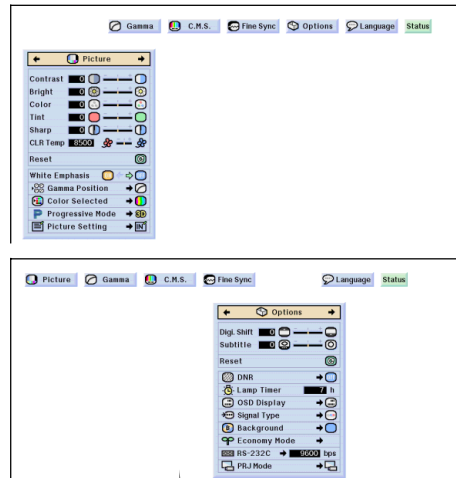 Gamma C.M.S. Fine Sync Options Language Status
Picture
Contrast 0
Bright 0
Color 0
Tint 0
Sharp 0
CLR Temp 8500
Reset
White Emphasis
Gamma Position
Color Selected
Progressive Mode 3D
Picture Setting
Picture Gamma C.M.S. Fine Sync Language Status
Options
Digi. Shift 0
Subtitle 0
Reset
DNR
Lamp Timer 7 h
OSD Display
Signal Type
Background
Economy Mode
RS-232C 9600 bps
PRJ Mode